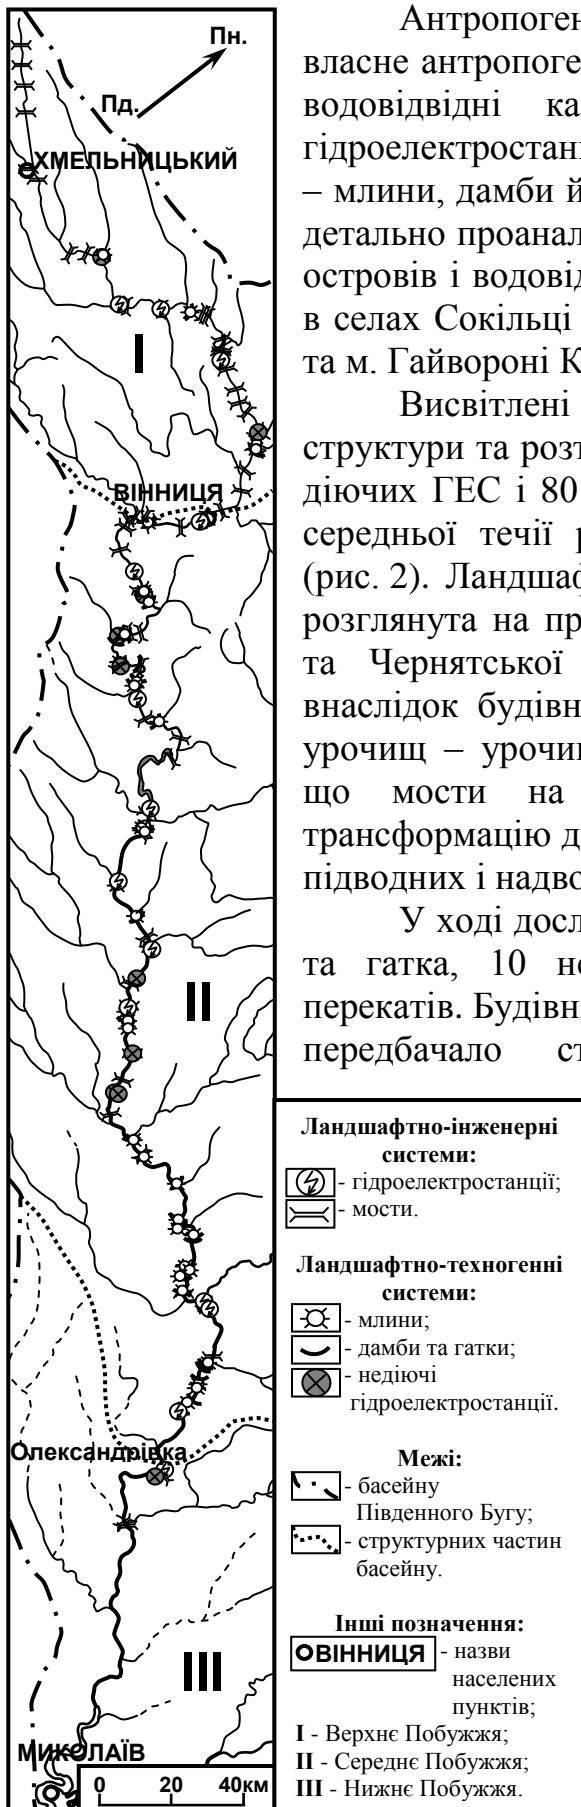 Пн.
Пд.
ХМЕЛЬНИЦЬКИЙ
I
ВІННИЦЯ
II
Олександрівка
III
МИКОЛАЇВ
0 20 40км
Антропоген
власне антропоге
водовідвідні ка
гідроелектростан
– млини, дамби й
детально проанал
островів і водовід
в селах Сокільці
та м. Гайвороні К
Висвітлені
структури та розт
діючих ГЕС і 80
середньої течії р
(рис. 2). Ландшаф
розглянута на пр
та Чернятської
внаслідок будівн
урочищ – урочи
що мости на
трансформацію д
підводних і надво
У ході досл
та гатка, 10 не
перекатів. Будівн
передбачало ст
Ландшафтно-інженерні
системи:
- гідроелектростанції;
- мости.
Ландшафтно-техногенні
системи:
- млини;
- дамби та гатки;
- недіючі
гідроелектростанції.
Межі:
- басейну
Південного Бугу;
- структурних частин
басейну.
Інші позначення:
ВІННИЦЯ - назви
населених
пунктів;
I - Верхнє Побужжя;
II - Середнє Побужжя;
III - Нижнє Побужжя.